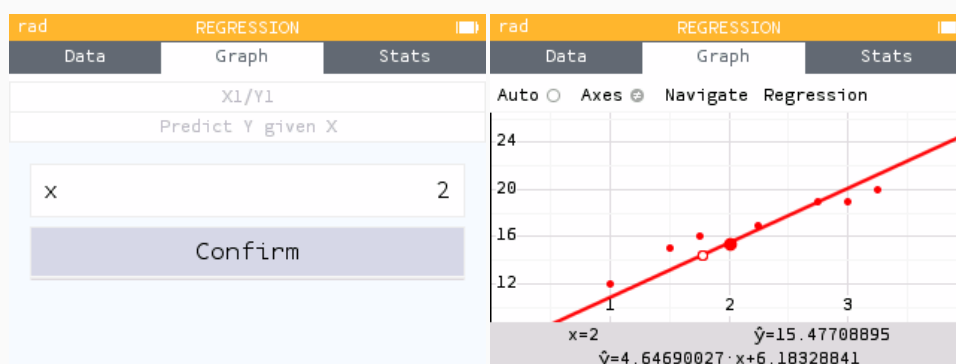 rad REGRESSION
Data Graph Stats
X1/Y1
Predict Y given X
x 2
Confirm
rad REGRESSION
Data Graph Stats
Auto Axes Navigate Regression
24
20
16
12
1 2 3
x=2 ŷ=15.47708895
ŷ=4.64690027·x+6.18328841